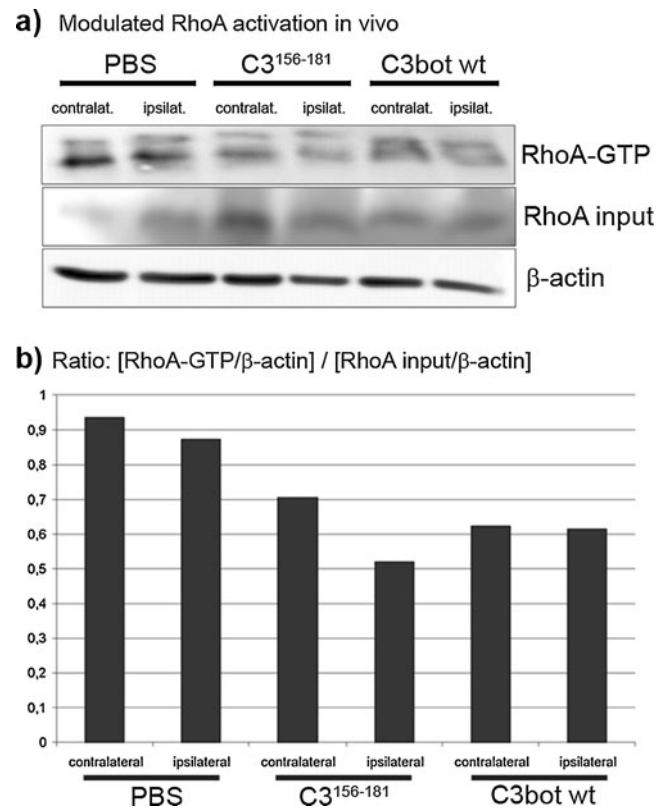 a) Modulated RhoA activation in vivo
PBS C3¹⁵⁶⁻¹⁸¹ C3bot wt
contralat. ipsilat. contralat. ipsilat. contralat. ipsilat.
RhoA-GTP
RhoA input
β-actin
b) Ratio: [RhoA-GTP/β-actin] / [RhoA input/β-actin]
1
0,9
0,8
0,7
0,6
0,5
0,4
0,3
0,2
0,1
0
contralateral ipsilateral contralateral ipsilateral contralateral ipsilateral
PBS C3¹⁵⁶⁻¹⁸¹ C3bot wt